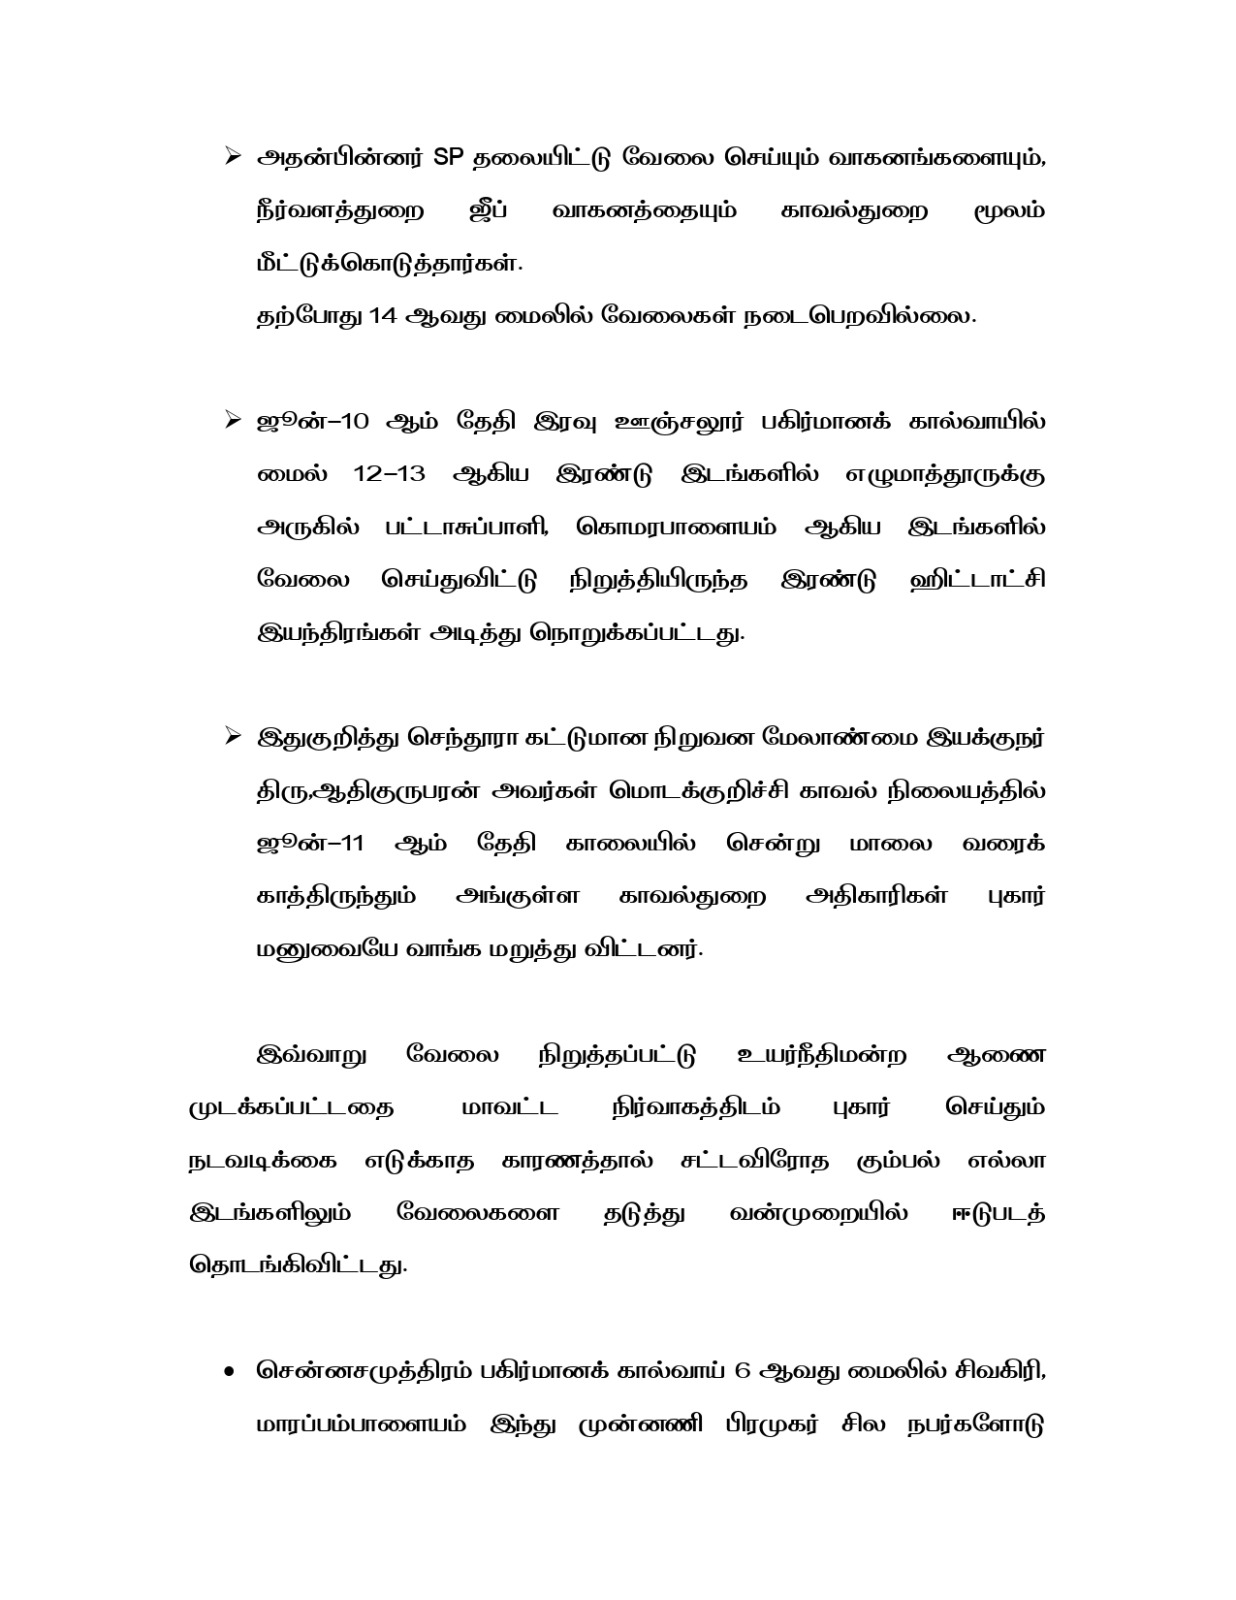 ➢ அதன்பின்னர் SP தலையிட்டு வேலை செய்யும் வாகனங்களையும்,
நீர்வளத்துறை ஜீப் வாகனத்தையும் காவல்துறை மூலம்
மீட்டுக்கொடுத்தார்கள்.
தற்போது 14 ஆவது மைலில் வேலைகள் நடைபெறவில்லை.
➢ ஜூன்–10 ஆம் தேதி இரவு ஊஞ்சலூர் பகிர்மானக் கால்வாயில்
மைல் 12–13 ஆகிய இரண்டு இடங்களில் எழுமாத்தூருக்கு
அருகில் பட்டாசுப்பாளி, கொமரபாளையம் ஆகிய இடங்களில்
வேலை செய்துவிட்டு நிறுத்தியிருந்த இரண்டு ஹிட்டாட்சி
இயந்திரங்கள் அடித்து நொறுக்கப்பட்டது.
➢ இதுகுறித்து செந்தூரா கட்டுமான நிறுவன மேலாண்மை இயக்குநர்
திரு,ஆதிகுருபரன் அவர்கள் மொடக்குறிச்சி காவல் நிலையத்தில்
ஜூன்–11 ஆம் தேதி காலையில் சென்று மாலை வரைக்
காத்திருந்தும் அங்குள்ள காவல்துறை அதிகாரிகள் புகார்
மனுவையே வாங்க மறுத்து விட்டனர்.
இவ்வாறு வேலை நிறுத்தப்பட்டு உயர்நீதிமன்ற ஆணை
முடக்கப்பட்டதை மாவட்ட நிர்வாகத்திடம் புகார் செய்தும்
நடவடிக்கை எடுக்காத காரணத்தால் சட்டவிரோத கும்பல் எல்லா
இடங்களிலும் வேலைகளை தடுத்து வன்முறையில் ஈடுபடத்
தொடங்கிவிட்டது.
• சென்னசமுத்திரம் பகிர்மானக் கால்வாய் 6 ஆவது மைலில் சிவகிரி,
மாரப்பம்பாளையம் இந்து முன்னணி பிரமுகர் சில நபர்களோடு